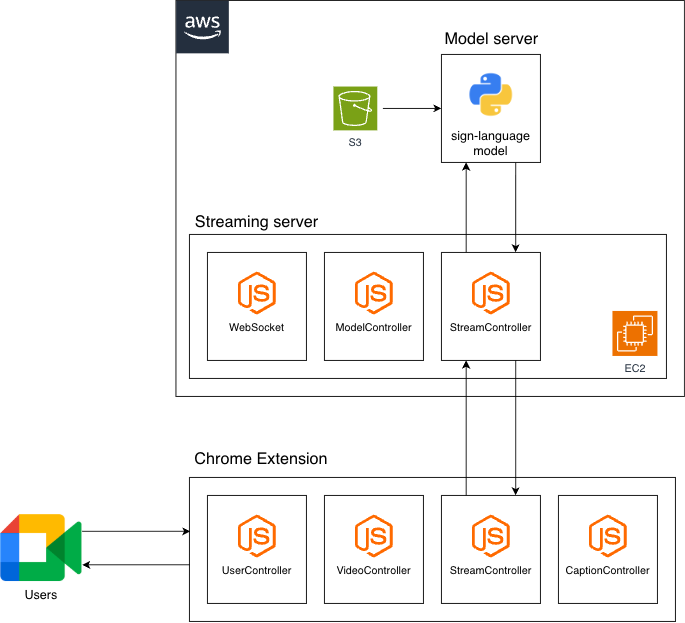 aws
Model server
sign-language
model
S3
Streaming server
JS
WebSocket
JS
ModelController
JS
StreamController
EC2
Chrome Extension
JS
UserController
JS
VideoController
JS
StreamController
JS
CaptionController
Users